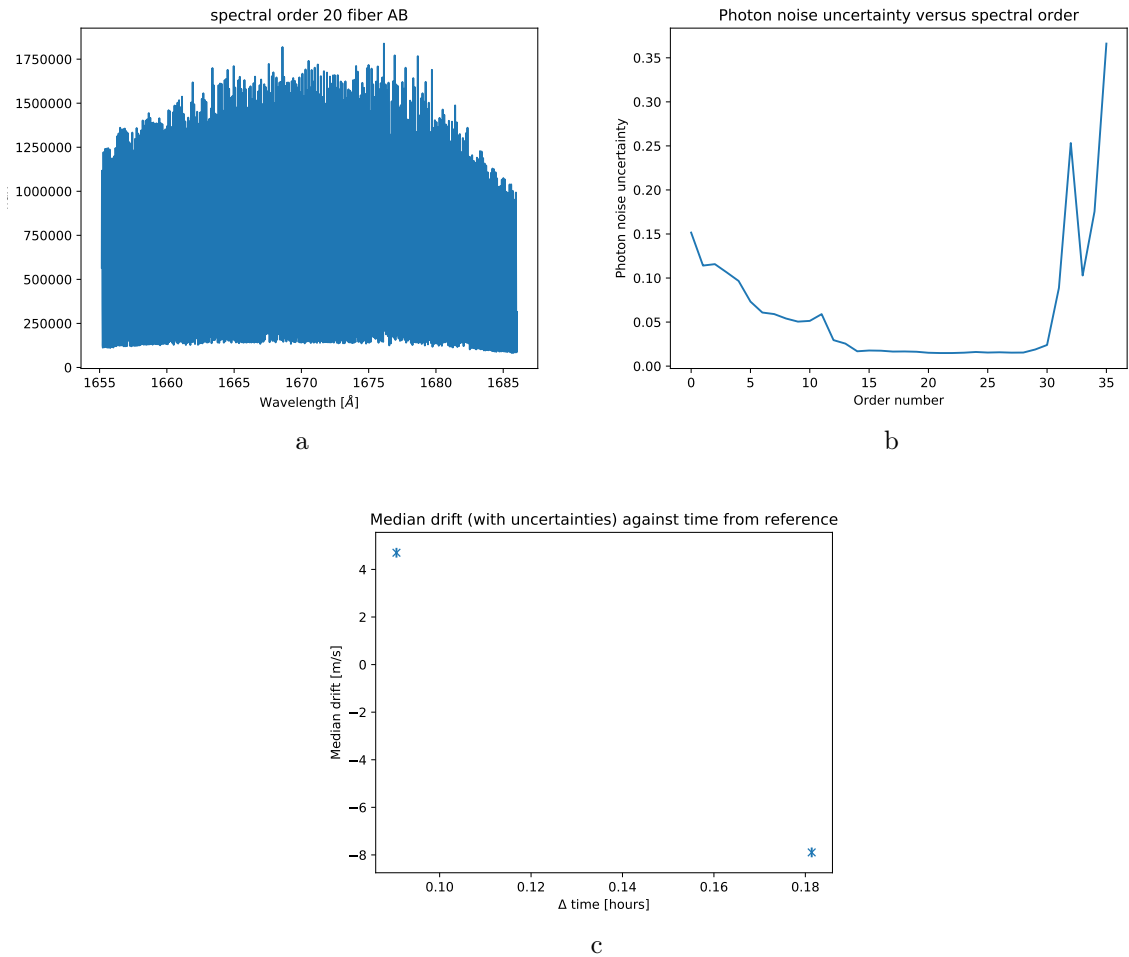 spectral order 20 fiber AB
1750000
1500000
1250000
1000000
750000
500000
250000
0
1655 1660 1665 1670 1675 1680 1685
Wavelength [Å]
a
Photon noise uncertainty versus spectral order
Photon noise uncertainty
0.35
0.30
0.25
0.20
0.15
0.10
0.05
0.00
0 5 10 15 20 25 30 35
Order number
b
Median drift (with uncertainties) against time from reference
Median drift [m/s]
4
2
0
−2
−4
−6
−8
0.10 0.12 0.14 0.16 0.18
Δ time [hours]
c